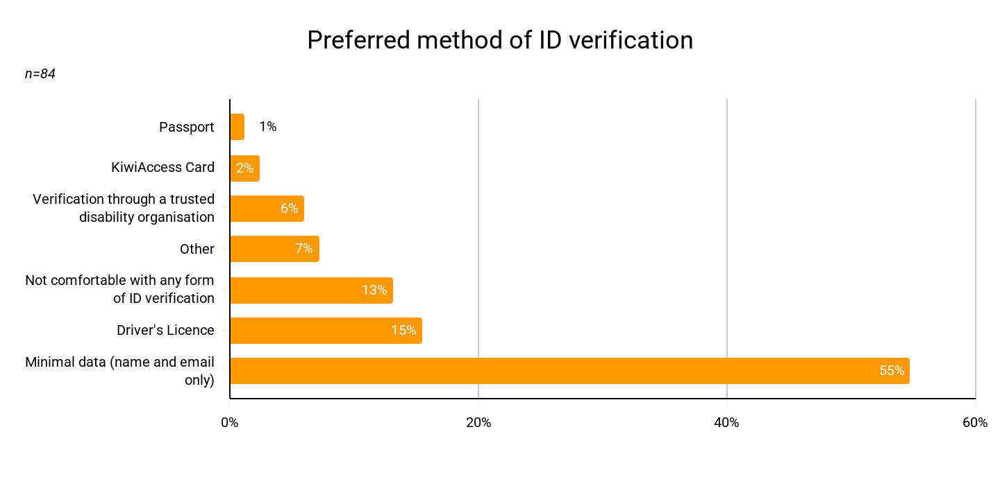 Preferred method of ID verification
n=84
Passport
1%
KiwiAccess Card
2%
Verification through a trusted
disability organisation
6%
Other
7%
Not comfortable with any form
of ID verification
13%
Driver's Licence
15%
Minimal data (name and email
only)
55%
0%
20%
40%
60%